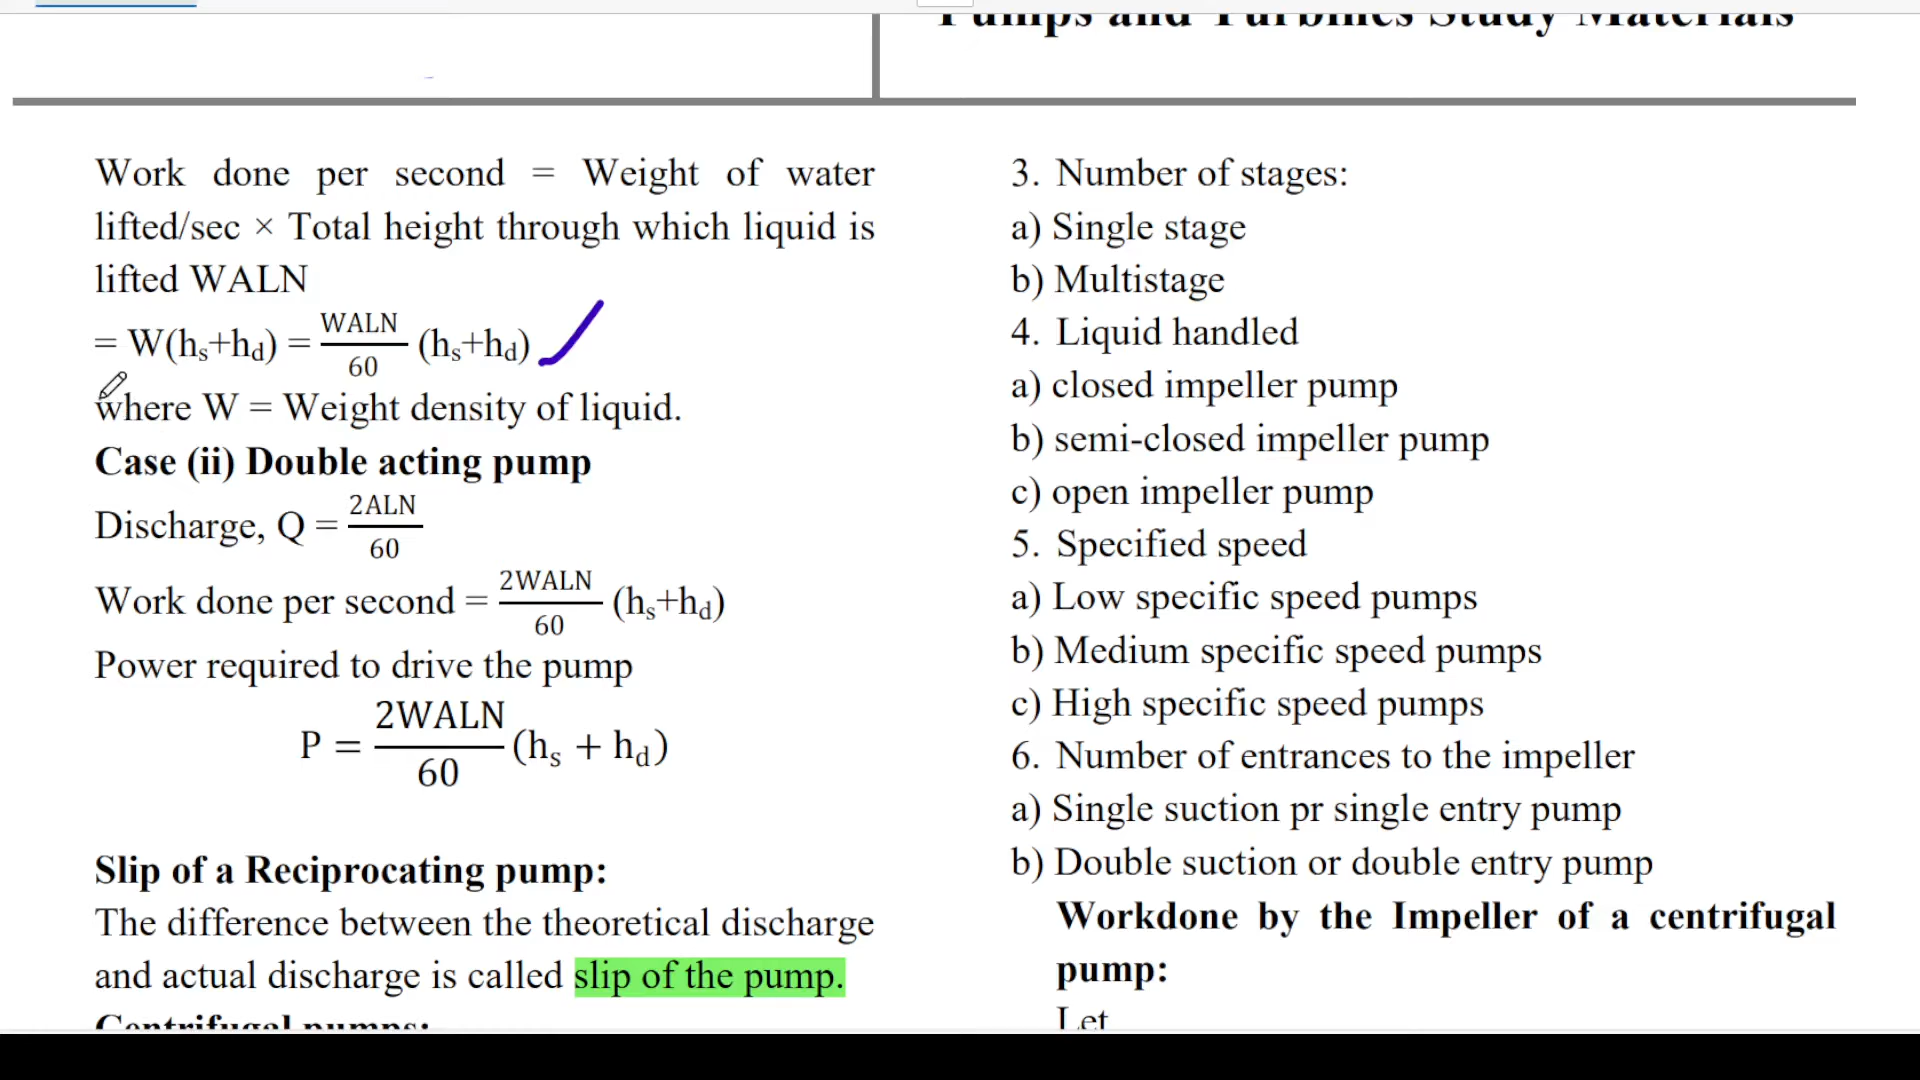 Pumps and Turbines Study Materials
Work done per second = Weight of water
lifted/sec × Total height through which liquid is
lifted WALN
= W(hs+hd) = WALN/60 (hs+hd)
where W = Weight density of liquid.
Case (ii) Double acting pump
Discharge, Q = 2ALN/60
Work done per second = 2WALN/60 (hs+hd)
Power required to drive the pump
P = 2WALN/60 (hs + hd)
Slip of a Reciprocating pump:
The difference between the theoretical discharge
and actual discharge is called slip of the pump.
Centrifugal pumps:
3. Number of stages:
a) Single stage
b) Multistage
4. Liquid handled
a) closed impeller pump
b) semi-closed impeller pump
c) open impeller pump
5. Specified speed
a) Low specific speed pumps
b) Medium specific speed pumps
c) High specific speed pumps
6. Number of entrances to the impeller
a) Single suction pr single entry pump
b) Double suction or double entry pump
Workdone by the Impeller of a centrifugal
pump:
Let